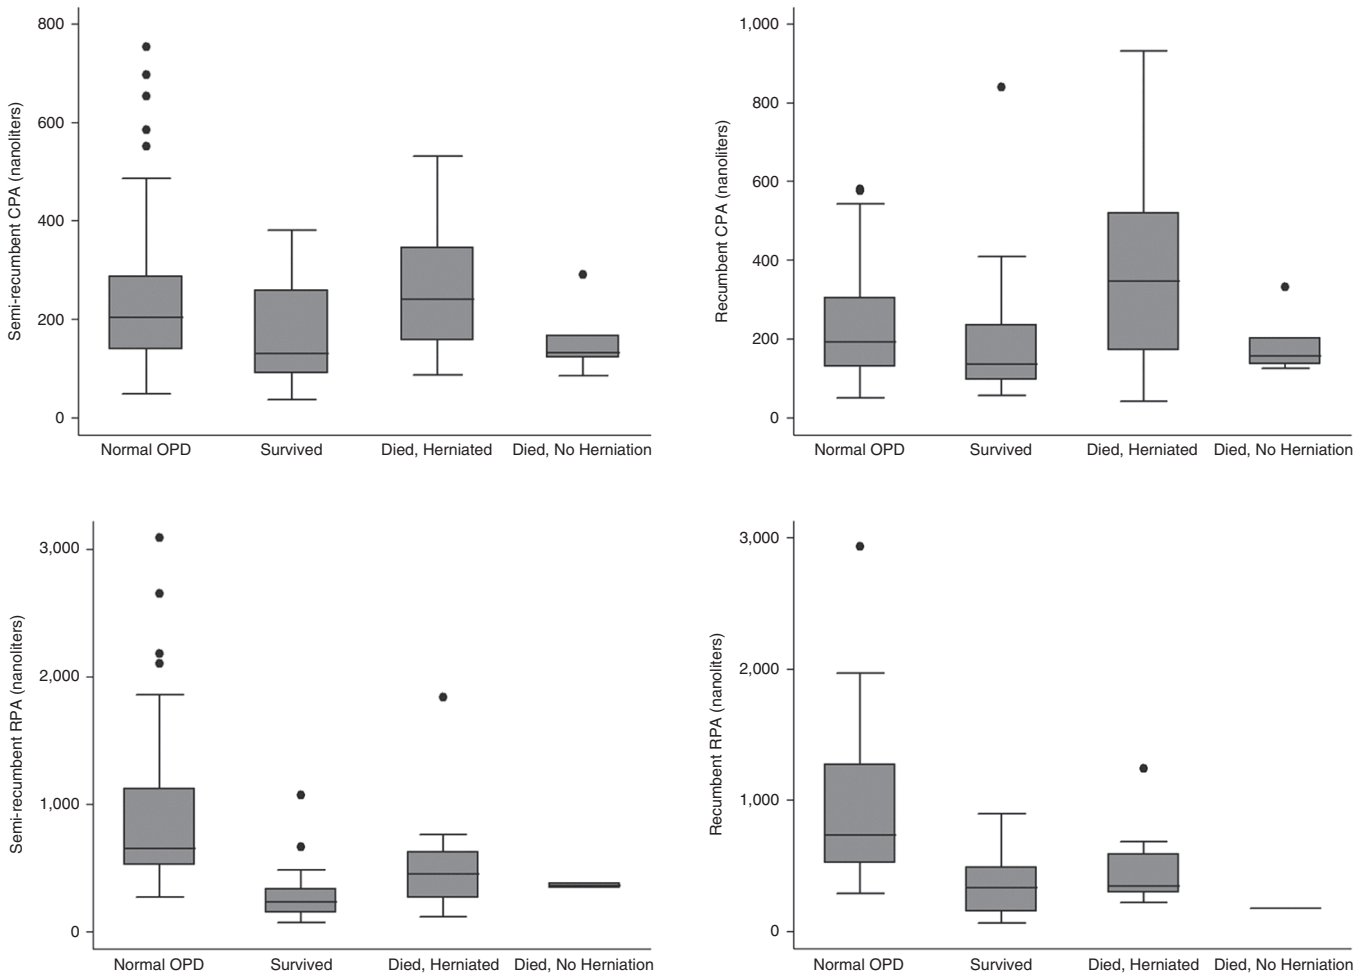 Semi-recumbent CPA (nanoliters)
800
600
400
200
0
Normal OPD Survived Died, Herniated Died, No Herniation
Recumbent CPA (nanoliters)
1,000
800
600
400
200
0
Normal OPD Survived Died, Herniated Died, No Herniation
Semi-recumbent RPA (nanoliters)
3,000
2,000
1,000
0
Normal OPD Survived Died, Herniated Died, No Herniation
Recumbent RPA (nanoliters)
3,000
2,000
1,000
0
Normal OPD Survived Died, Herniated Died, No Herniation